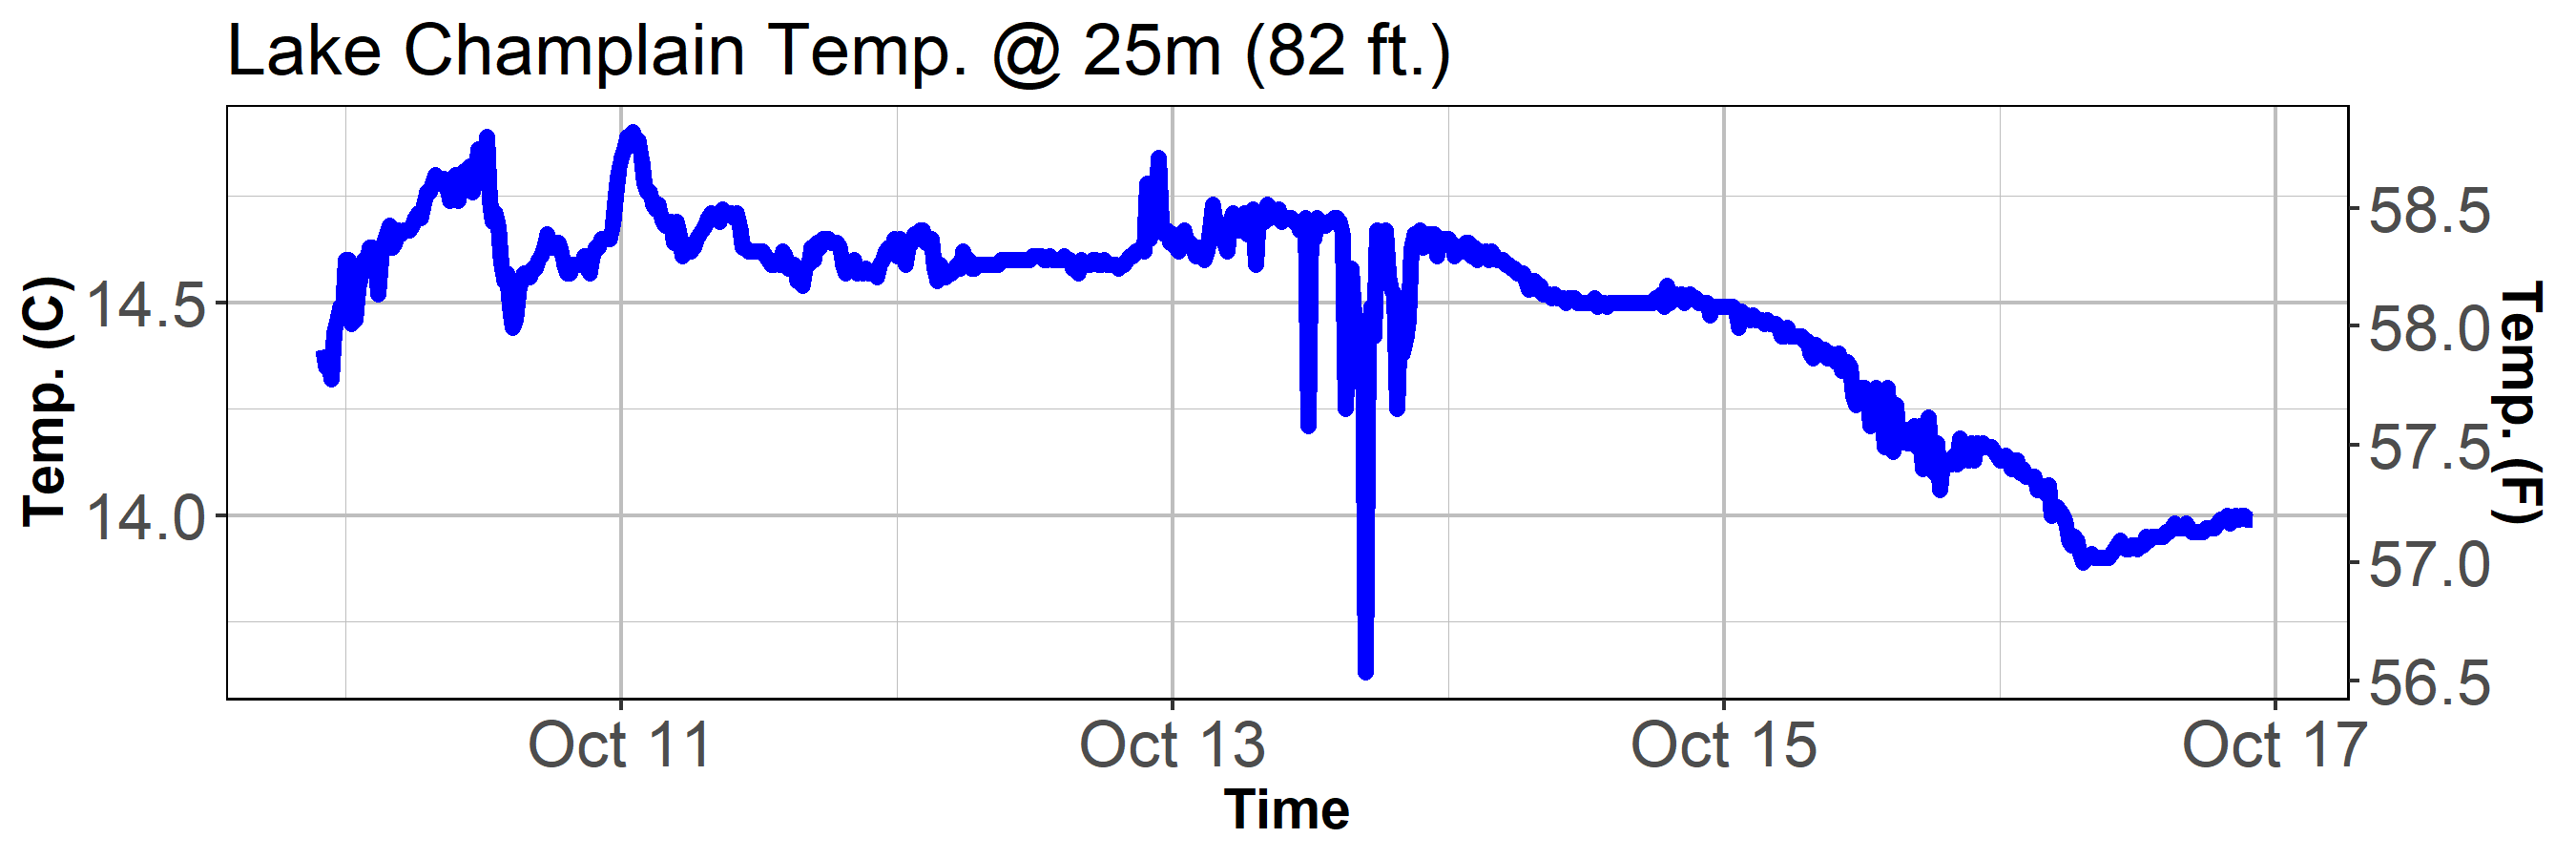 Lake Champlain Temp. @ 25m (82 ft.)
Temp. (C)
14.5
14.0
58.5
58.0
57.5
57.0
56.5
Temp. (F)
Oct 11
Oct 13
Oct 15
Oct 17
Time